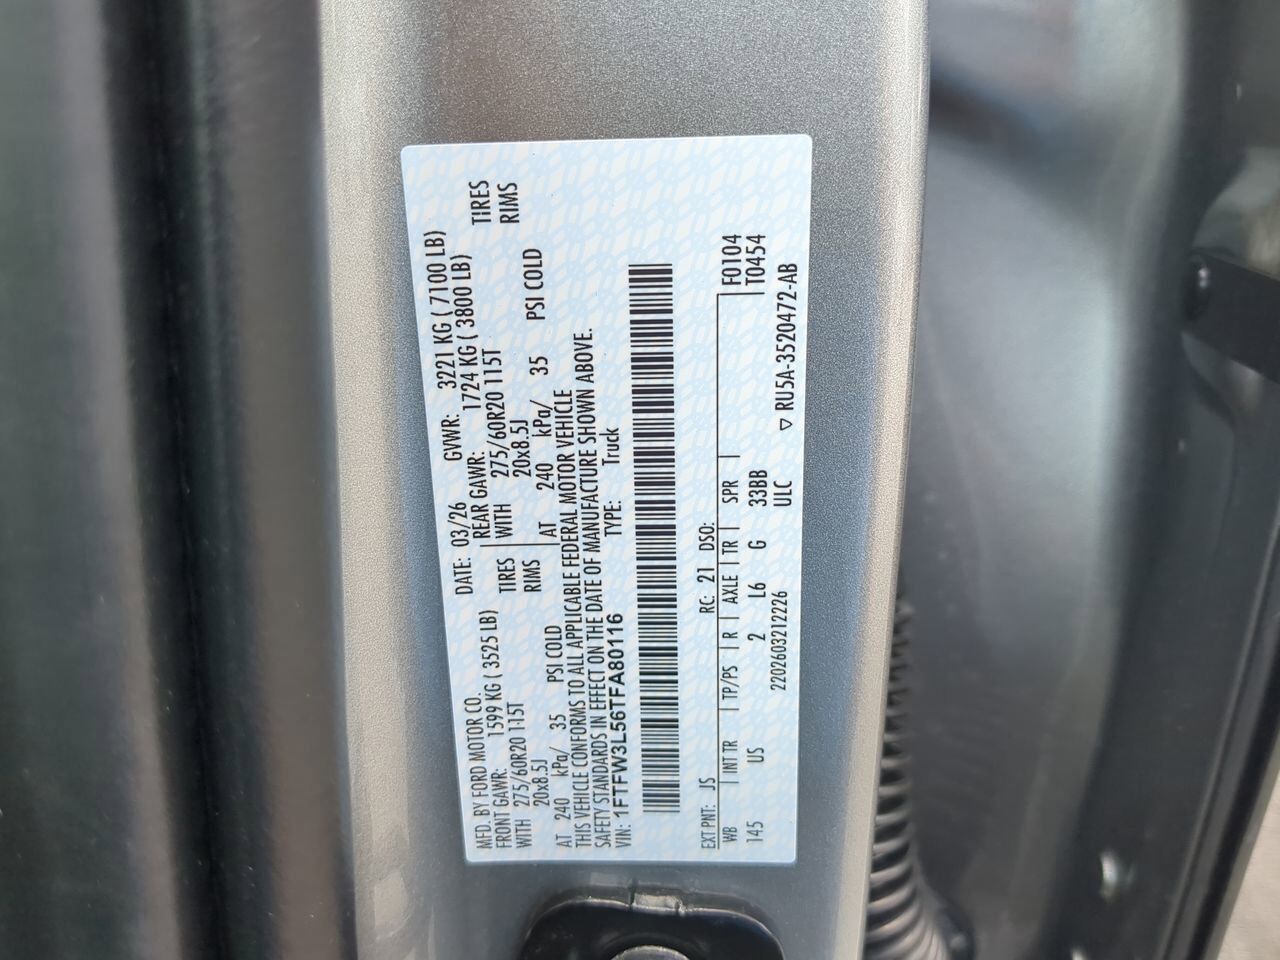 MFD. BY FORD MOTOR CO.
DATE: 03/26 GVWR: 3221 KG ( 7100 LB)
FRONT GAWR: 1599 KG ( 3525 LB) REAR GAWR: 1724 KG ( 3800 LB)
WITH 275/60R20 115T TIRES WITH 275/60R20 115T TIRES
20x8.5J RIMS 20x8.5J RIMS
AT 240 kPa/ 35 PSI COLD AT 240 kPa/ 35 PSI COLD
THIS VEHICLE CONFORMS TO ALL APPLICABLE FEDERAL MOTOR VEHICLE
SAFETY STANDARDS IN EFFECT ON THE DATE OF MANUFACTURE SHOWN ABOVE.
VIN: 1FTFW3L56TFA80116 TYPE: Truck
EXT PNT: JS RC: 21 DSO: F0104
WB INT TR TP/PS R AXLE TR SPR T0454
145 US 2 L6 G 33BB
2202603212226 ULC ▽ RU5A-3520472-AB